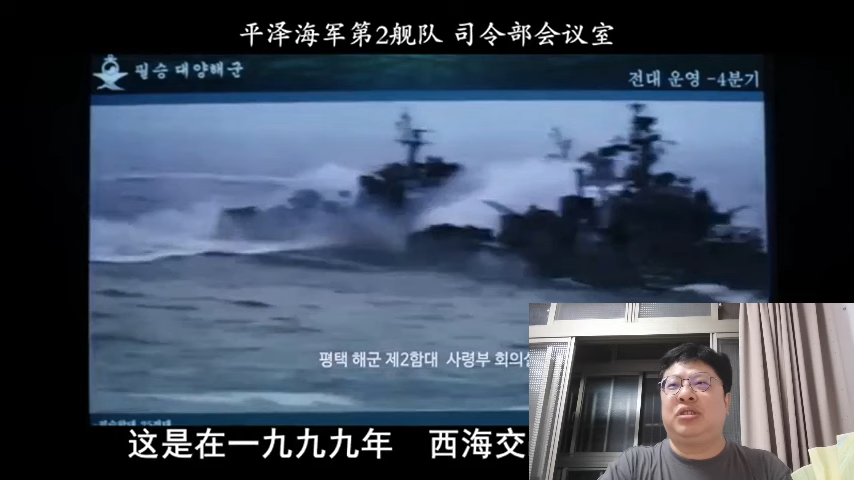 平泽海军第2舰队 司令部会议室
필승 대양해군
전대 운영 -4분기
평택 해군 제2함대 사령부 회의실
这是在一九九九年 西海交